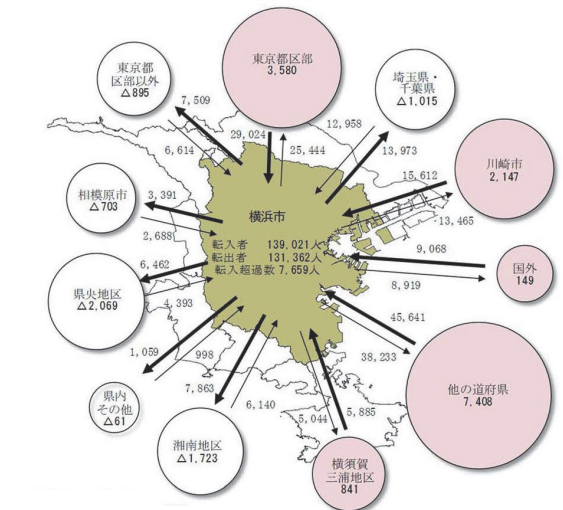 東京都区部
3,580
東京都
区部以外
△895
埼玉県・
千葉県
△1,015
7,509
6,614
29,024
25,444
12,958
13,973
川崎市
2,147
15,612
13,465
相模原市
△703
3,391
2,688
横浜市
転入者 139,021人
転出者 131,362人
転入超過数 7,659人
9,068
8,919
国外
149
県央地区
△2,069
6,462
4,393
45,641
38,233
他の道府県
7,408
1,059
998
県内
その他
△61
7,863
6,140
湘南地区
△1,723
5,044
5,885
横須賀
三浦地区
841